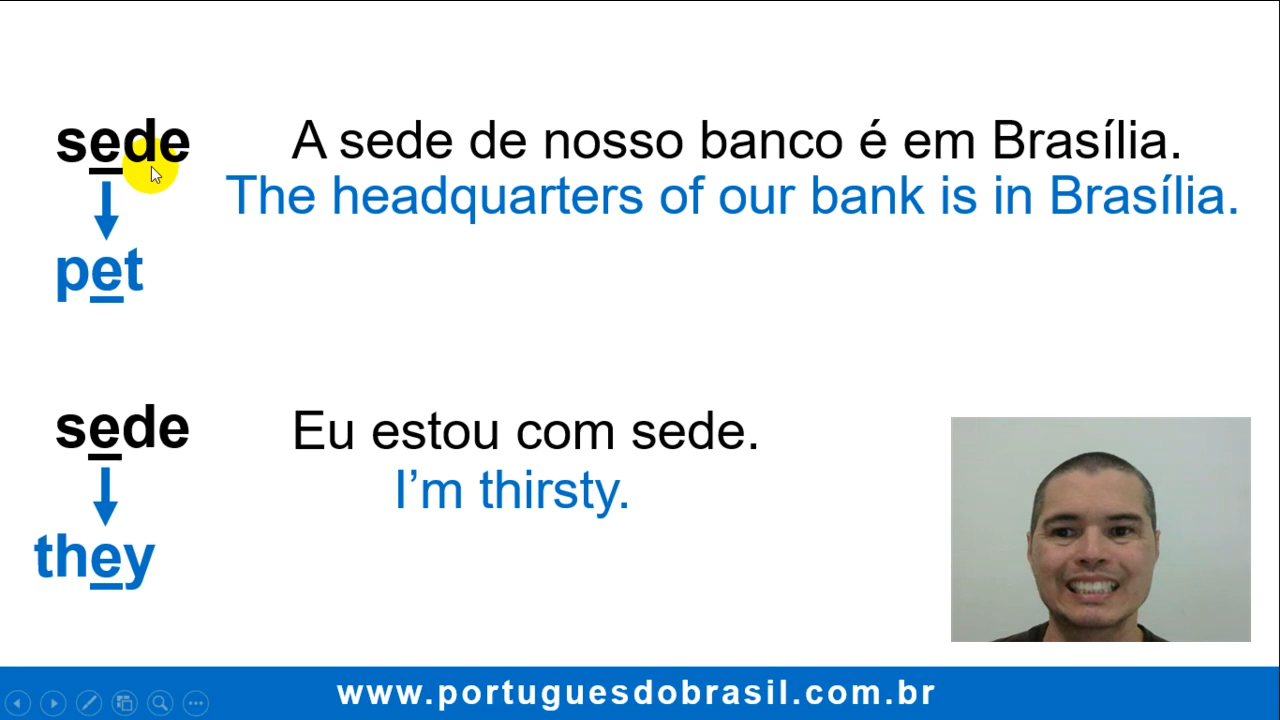 sede
A sede de nosso banco é em Brasília.
The headquarters of our bank is in Brasília.
pet
sede
Eu estou com sede.
I’m thirsty.
they
www.portuguesdobrasil.com.br